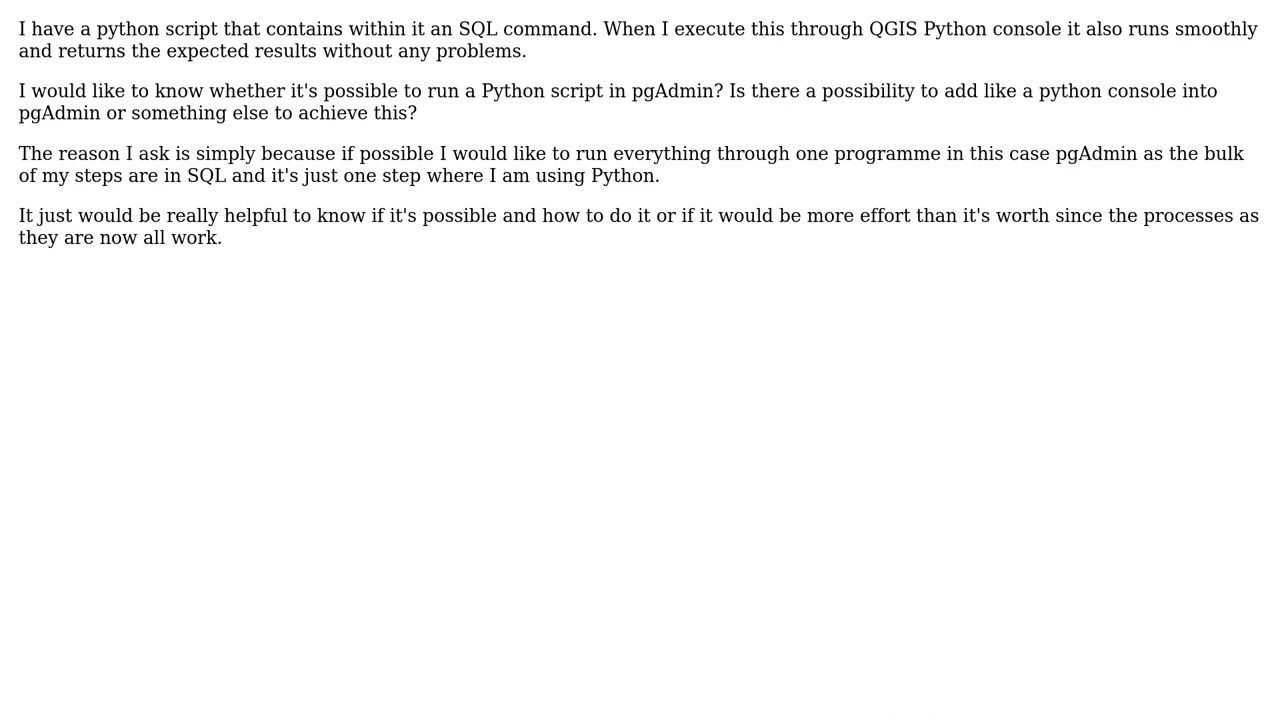 I have a python script that contains within it an SQL command. When I execute this through QGIS Python console it also runs smoothly
and returns the expected results without any problems.
I would like to know whether it's possible to run a Python script in pgAdmin? Is there a possibility to add like a python console into
pgAdmin or something else to achieve this?
The reason I ask is simply because if possible I would like to run everything through one programme in this case pgAdmin as the bulk
of my steps are in SQL and it's just one step where I am using Python.
It just would be really helpful to know if it's possible and how to do it or if it would be more effort than it's worth since the processes as
they are now all work.